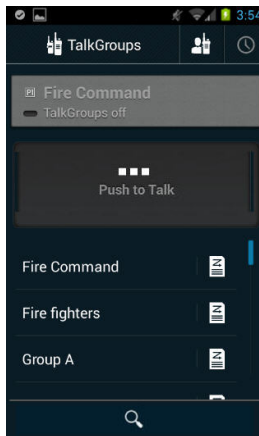 3:54
TalkGroups
Fire Command
TalkGroups off
Push to Talk
Fire Command
Fire fighters
Group A